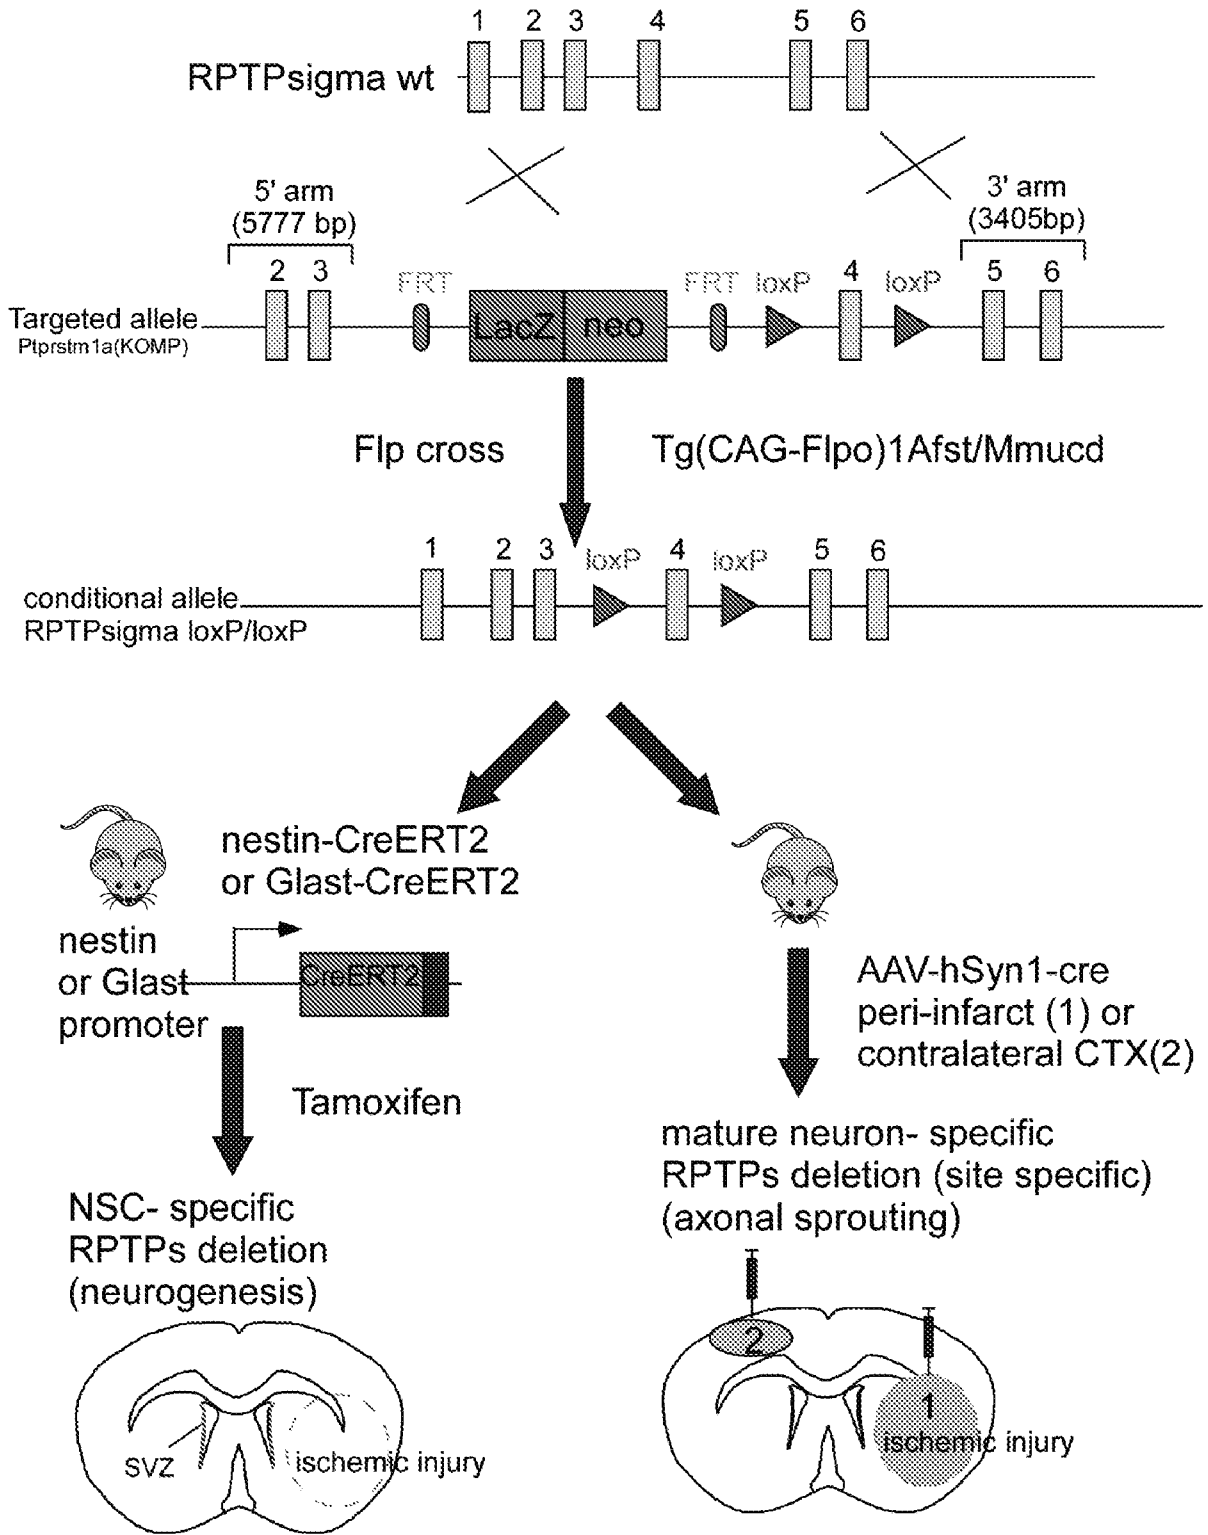 1 2 3 4 5 6
RPTPsigma wt
5' arm
(5777 bp)
3' arm
(3405bp)
2 3 FRT LacZ neo FRT loxP 4 loxP 5 6
Targeted allele
Ptprstm1a(KOMP)
Flp cross
Tg(CAG-Flpo)1Afst/Mmucd
1 2 3 loxP 4 loxP 5 6
conditional allele
RPTPsigma loxP/loxP
nestin-CreERT2
or Glast-CreERT2
nestin
or Glast
promoter
CreERT2
Tamoxifen
NSC- specific
RPTPs deletion
(neurogenesis)
SVZ
ischemic injury
AAV-hSyn1-cre
peri-infarct (1) or
contralateral CTX(2)
mature neuron- specific
RPTPs deletion (site specific)
(axonal sprouting)
2
1
ischemic injury